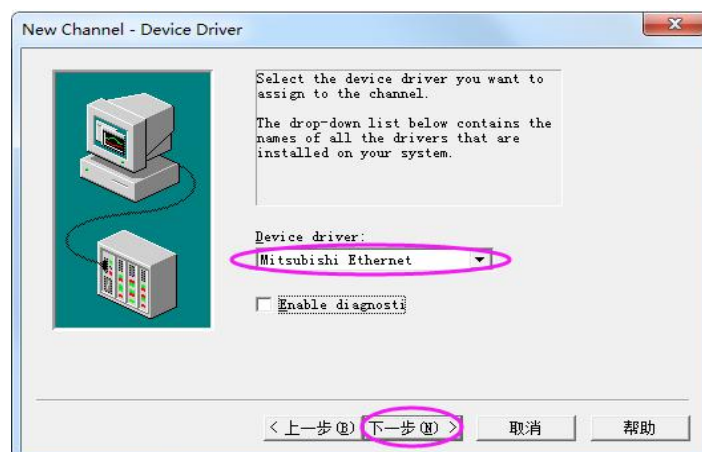 New Channel - Device Driver
Select the device driver you want to
assign to the channel.
The drop-down list below contains the
names of all the drivers that are
installed on your system.
Device driver:
Mitsubishi Ethernet
Enable diagnosti
< 上一步(B) 下一步(N) > 取消 帮助